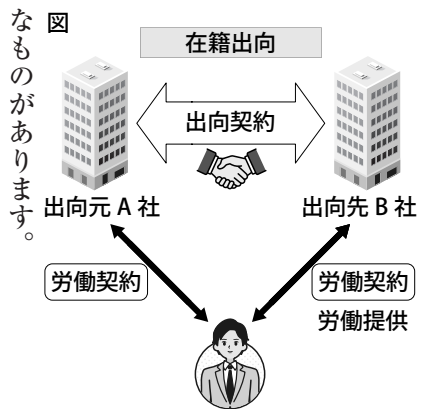 なものがあります。
図
在籍出向
出向契約
出向元 A 社
出向先 B 社
労働契約
労働契約
労働提供